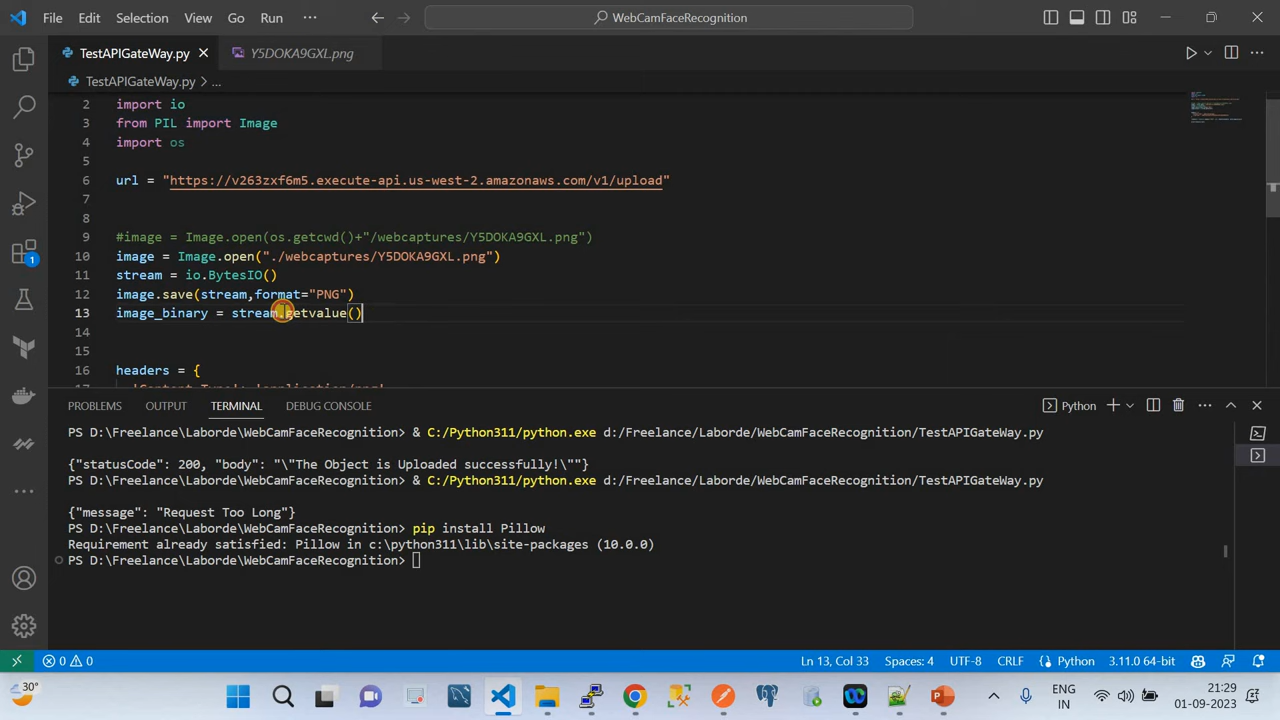 File Edit Selection View Go Run ··· WebCamFaceRecognition
TestAPIGateWay.py Y5DOKA9GXL.png
TestAPIGateWay.py > ...
2 import io
3 from PIL import Image
4 import os
5
6 url = "https://v263zxf6m5.execute-api.us-west-2.amazonaws.com/v1/upload"
7
8
9 #image = Image.open(os.getcwd()+"/webcaptures/Y5DOKA9GXL.png")
10 image = Image.open("./webcaptures/Y5DOKA9GXL.png")
11 stream = io.BytesIO()
12 image.save(stream,format="PNG")
13 image_binary = stream.getvalue()
14
15
16 headers = {
17 'Content-Type': 'application/png'
PROBLEMS OUTPUT TERMINAL DEBUG CONSOLE Python
PS D:\Freelance\Laborde\WebCamFaceRecognition> & C:/Python311/python.exe d:/Freelance/Laborde/WebCamFaceRecognition/TestAPIGateWay.py
{"statusCode": 200, "body": "\"The Object is Uploaded successfully!\""}
PS D:\Freelance\Laborde\WebCamFaceRecognition> & C:/Python311/python.exe d:/Freelance/Laborde/WebCamFaceRecognition/TestAPIGateWay.py
{"message": "Request Too Long"}
PS D:\Freelance\Laborde\WebCamFaceRecognition> pip install Pillow
Requirement already satisfied: Pillow in c:\python311\lib\site-packages (10.0.0)
PS D:\Freelance\Laborde\WebCamFaceRecognition>
1
0 0 Ln 13, Col 33 Spaces: 4 UTF-8 CRLF Python 3.11.0 64-bit
30° ENG 21:29
IN 01-09-2023